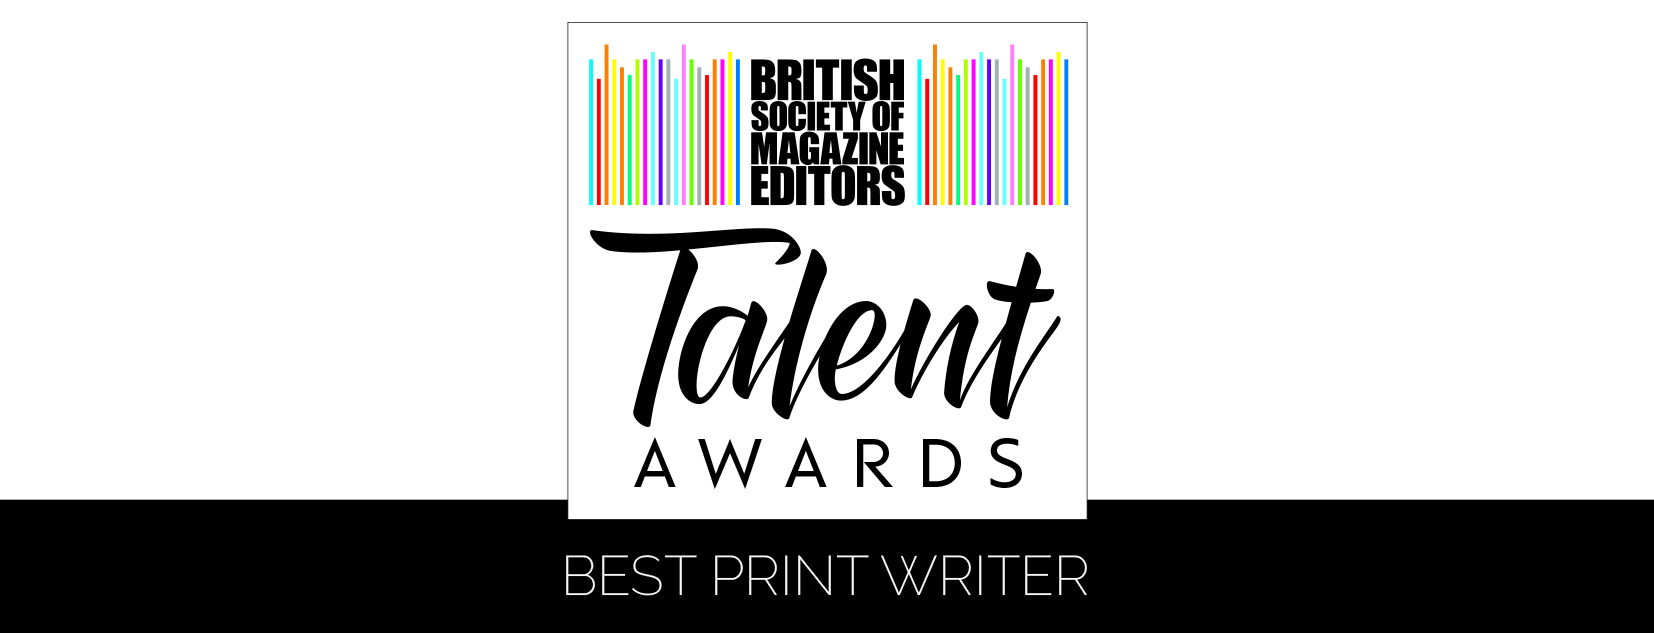 BRITISH
SOCIETY OF
MAGAZINE
EDITORS
Talent
AWARDS
BEST PRINT WRITER